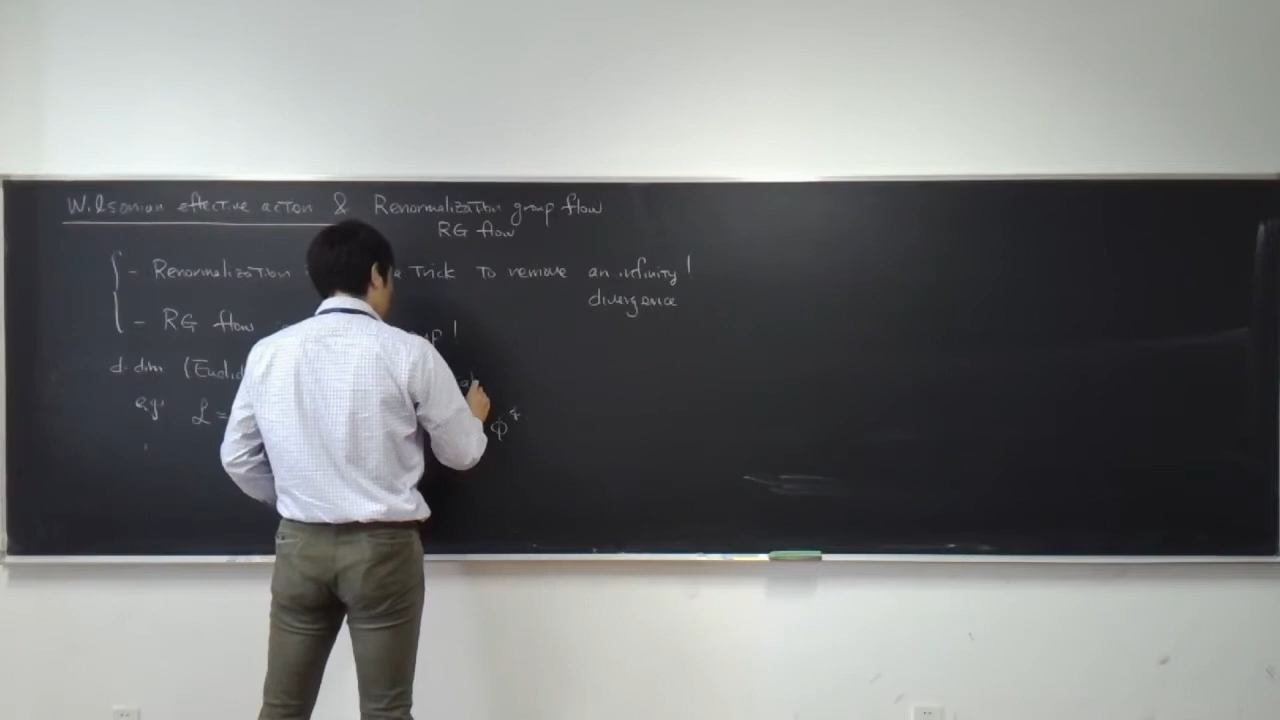 Wilsonian effective action & Renormalization group flow
RG flow
- Renormalization Trick to remove an infinity!
divergence
- RG flow !
d-dim (Euclid
e.g. L =
φ⁴